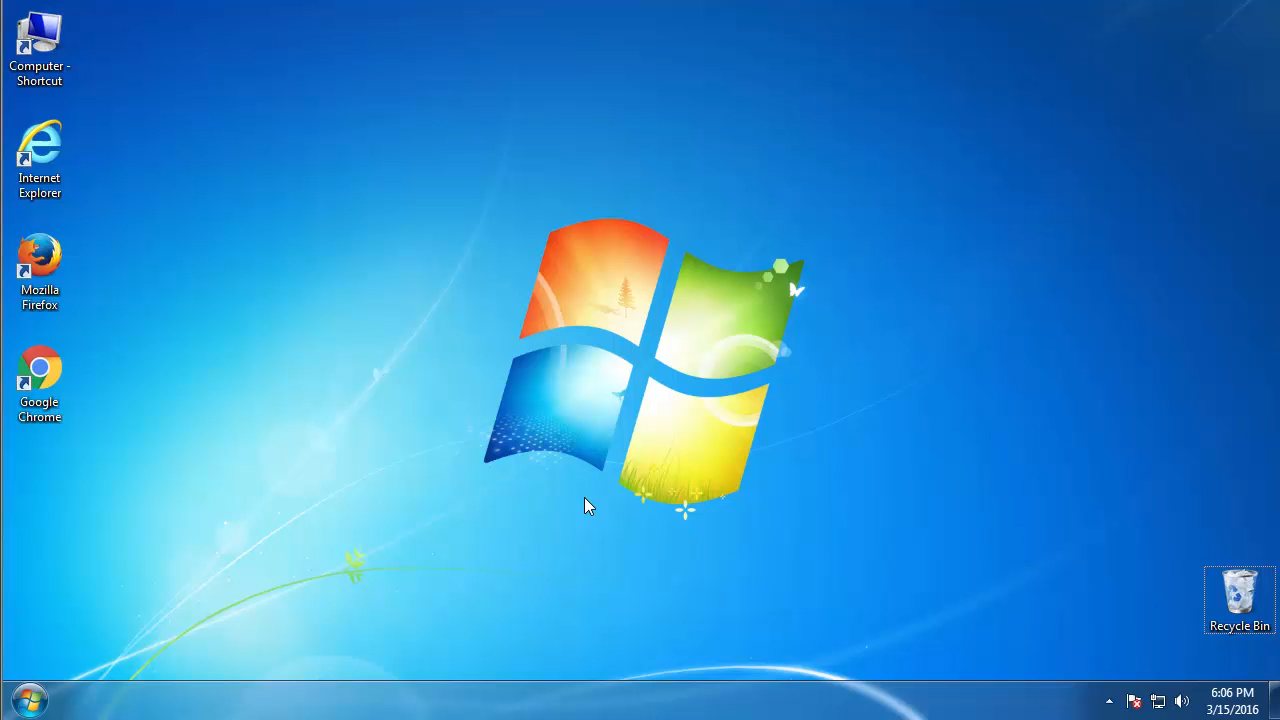 Computer -
Shortcut
Internet
Explorer
Mozilla
Firefox
Google
Chrome
Recycle Bin
6:06 PM
3/15/2016